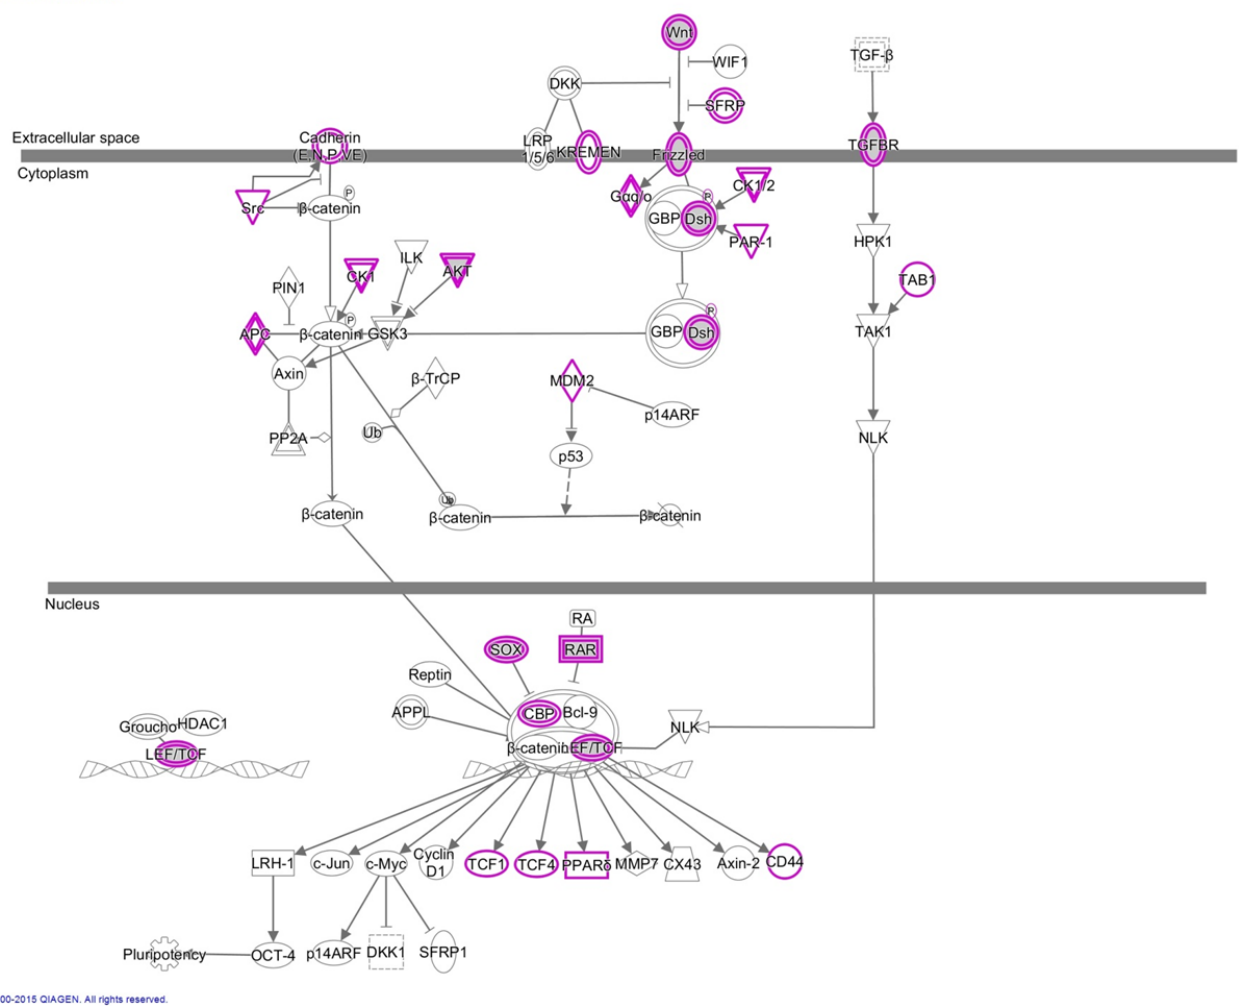 Wnt
WIF1
TGF-β
DKK
SFRP
Extracellular space
Cadherin
(E,N,P,VE)
LRP
1/5/6
KREMEN
Frizzled
TGFBR
Cytoplasm
Src
P
β-catenin
Gαq/o
P
CK1/2
GBP
Dsh
PAR-1
HPK1
ILK
CK1
AKT
PIN1
TAB1
APC
P
β-catenin
GSK3
P
GBP
Dsh
TAK1
Axin
β-TrCP
MDM2
p14ARF
PP2A
Ub
NLK
p53
Ub
β-catenin
β-catenin
β-catenin
Nucleus
RA
SOX
RAR
Reptin
APPL
CBP
Bcl-9
Groucho
HDAC1
LEF/TCF
β-catenin
LEF/TCF
NLK
LRH-1
c-Jun
c-Myc
Cyclin
D1
TCF1
TCF4
PPARδ
MMP7
CX43
Axin-2
CD44
Pluripotency
OCT-4
p14ARF
DKK1
SFRP1
00-2015 QIAGEN. All rights reserved.